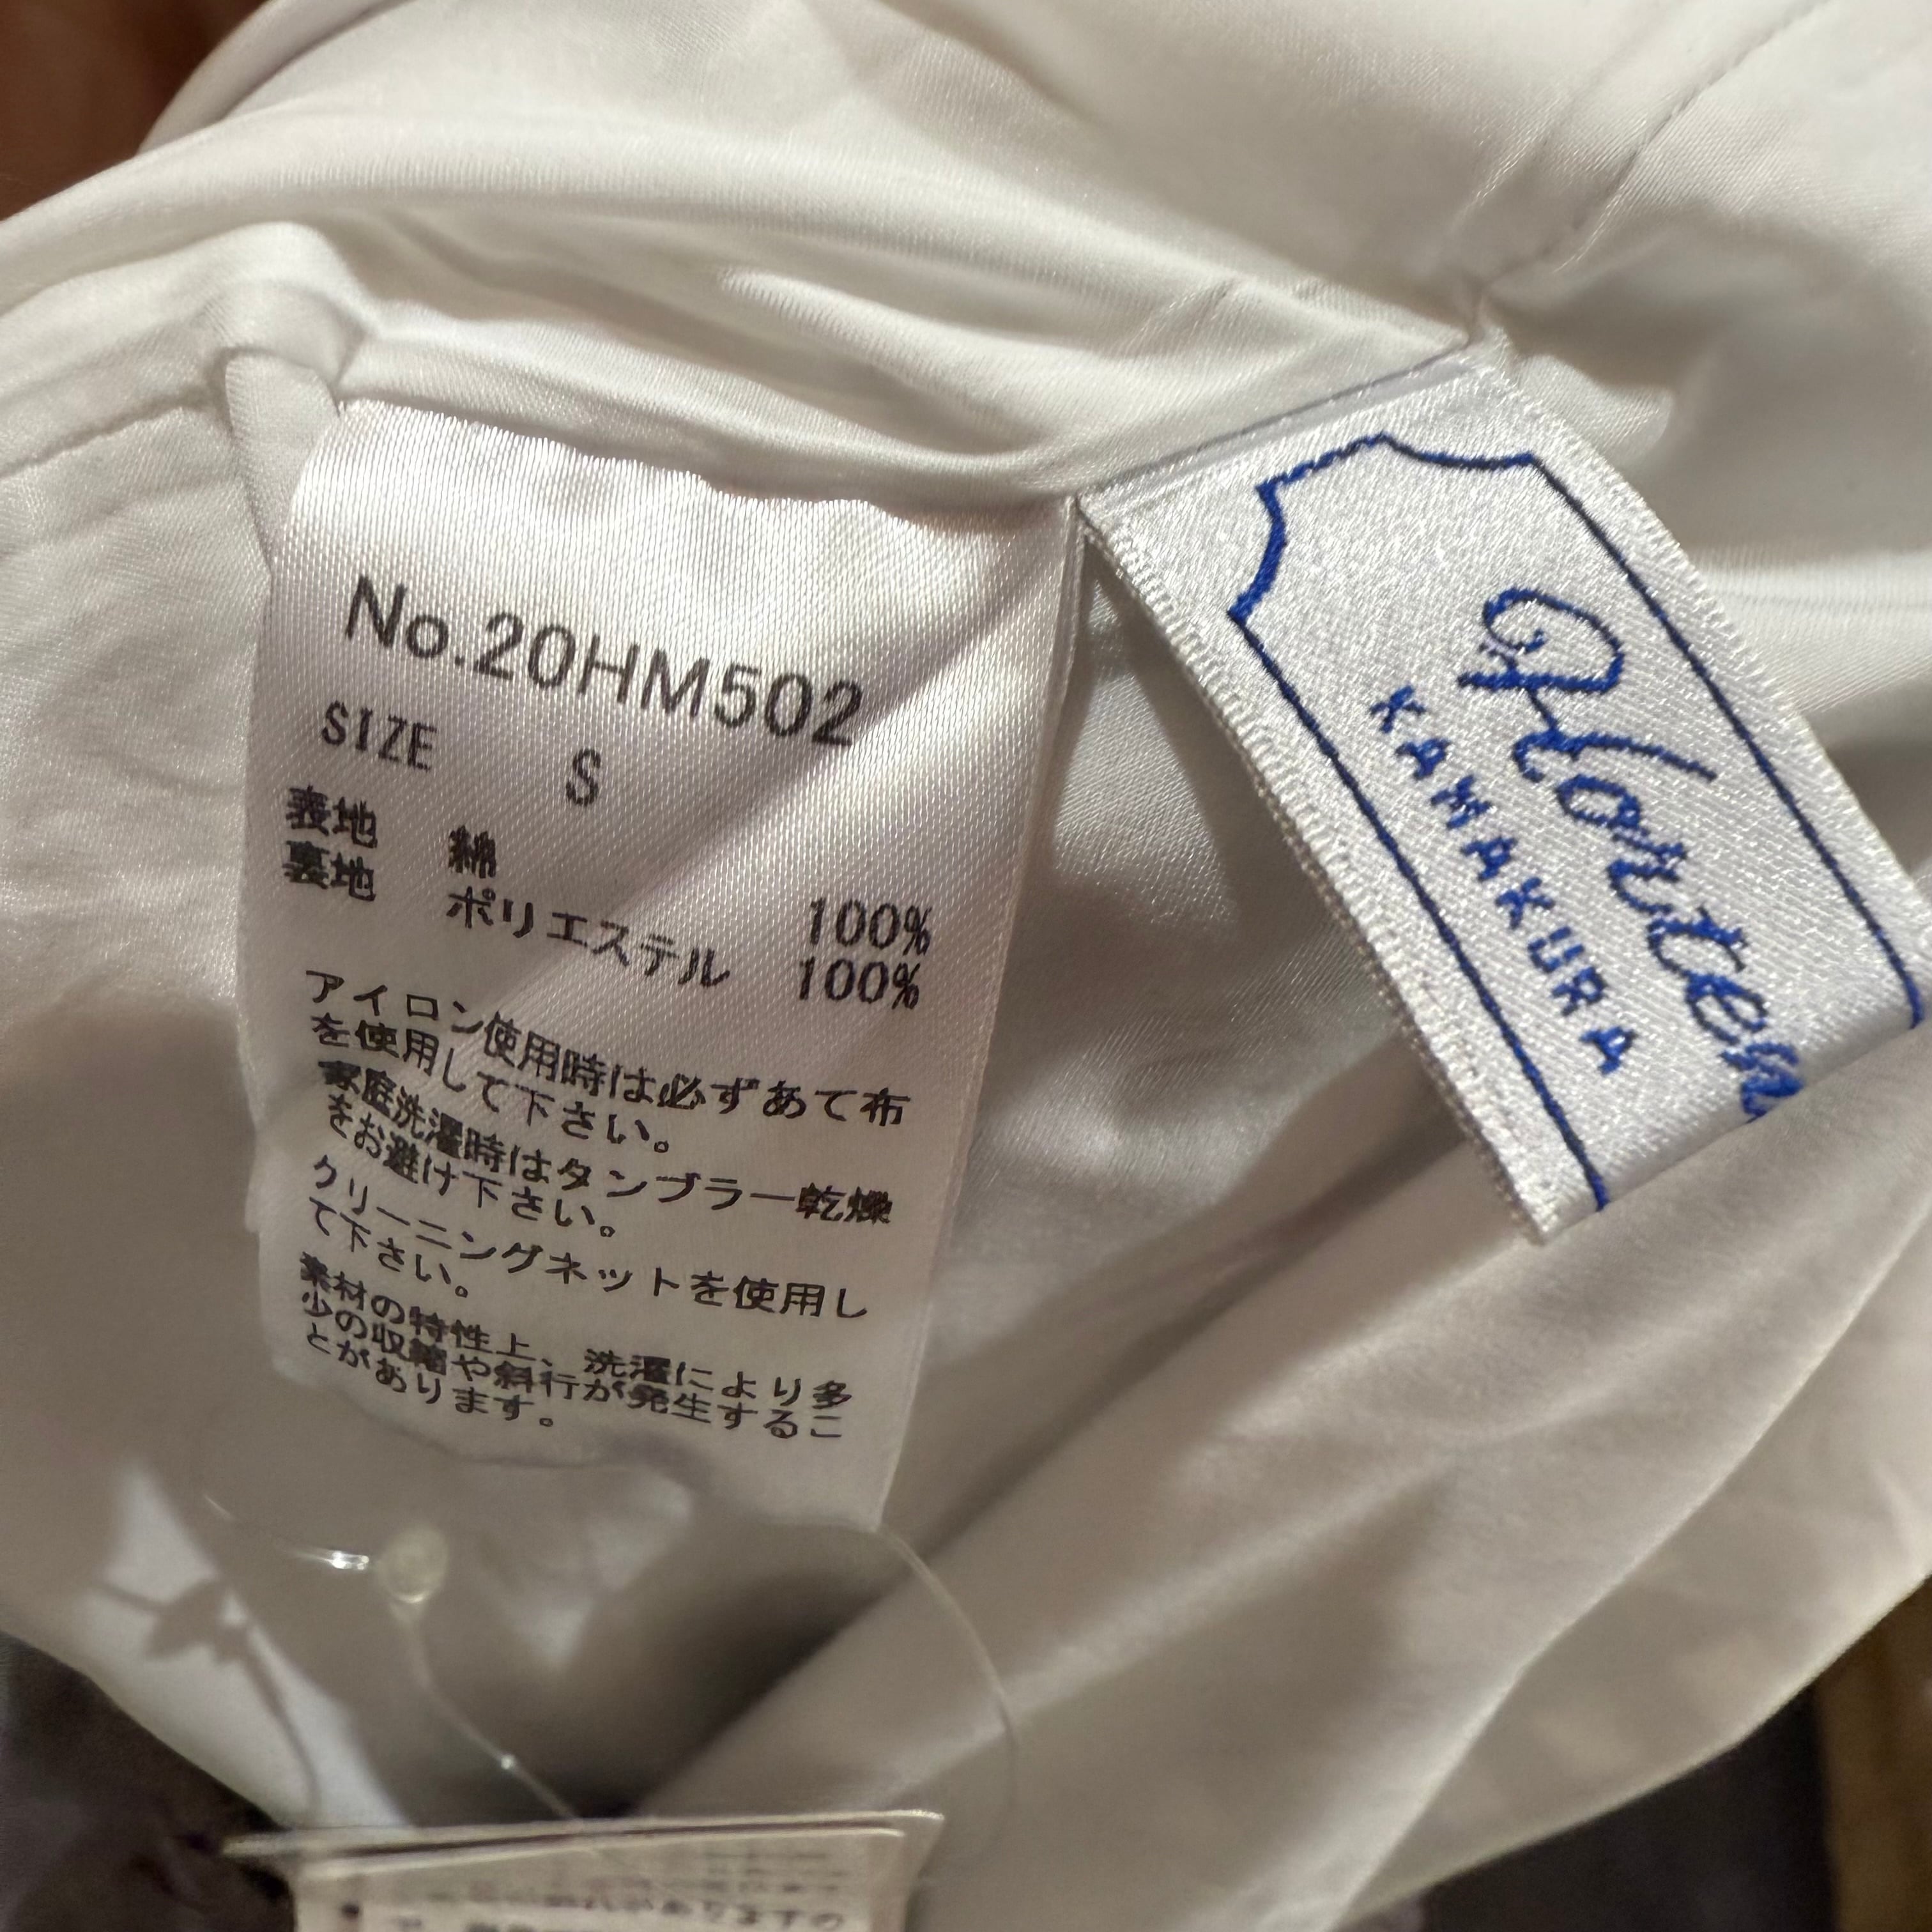 No.20HM502
SIZE S
表地 綿 100%
裏地 ポリエステル 100%
アイロン使用時は必ずあて布
を使用して下さい。
家庭洗濯時はタンブラー乾燥
をお避け下さい。
クリーニングネットを使用し
て下さい。
素材の特性上、洗濯により多
少の収縮や斜行が発生するこ
とがあります。
KAMAKURA